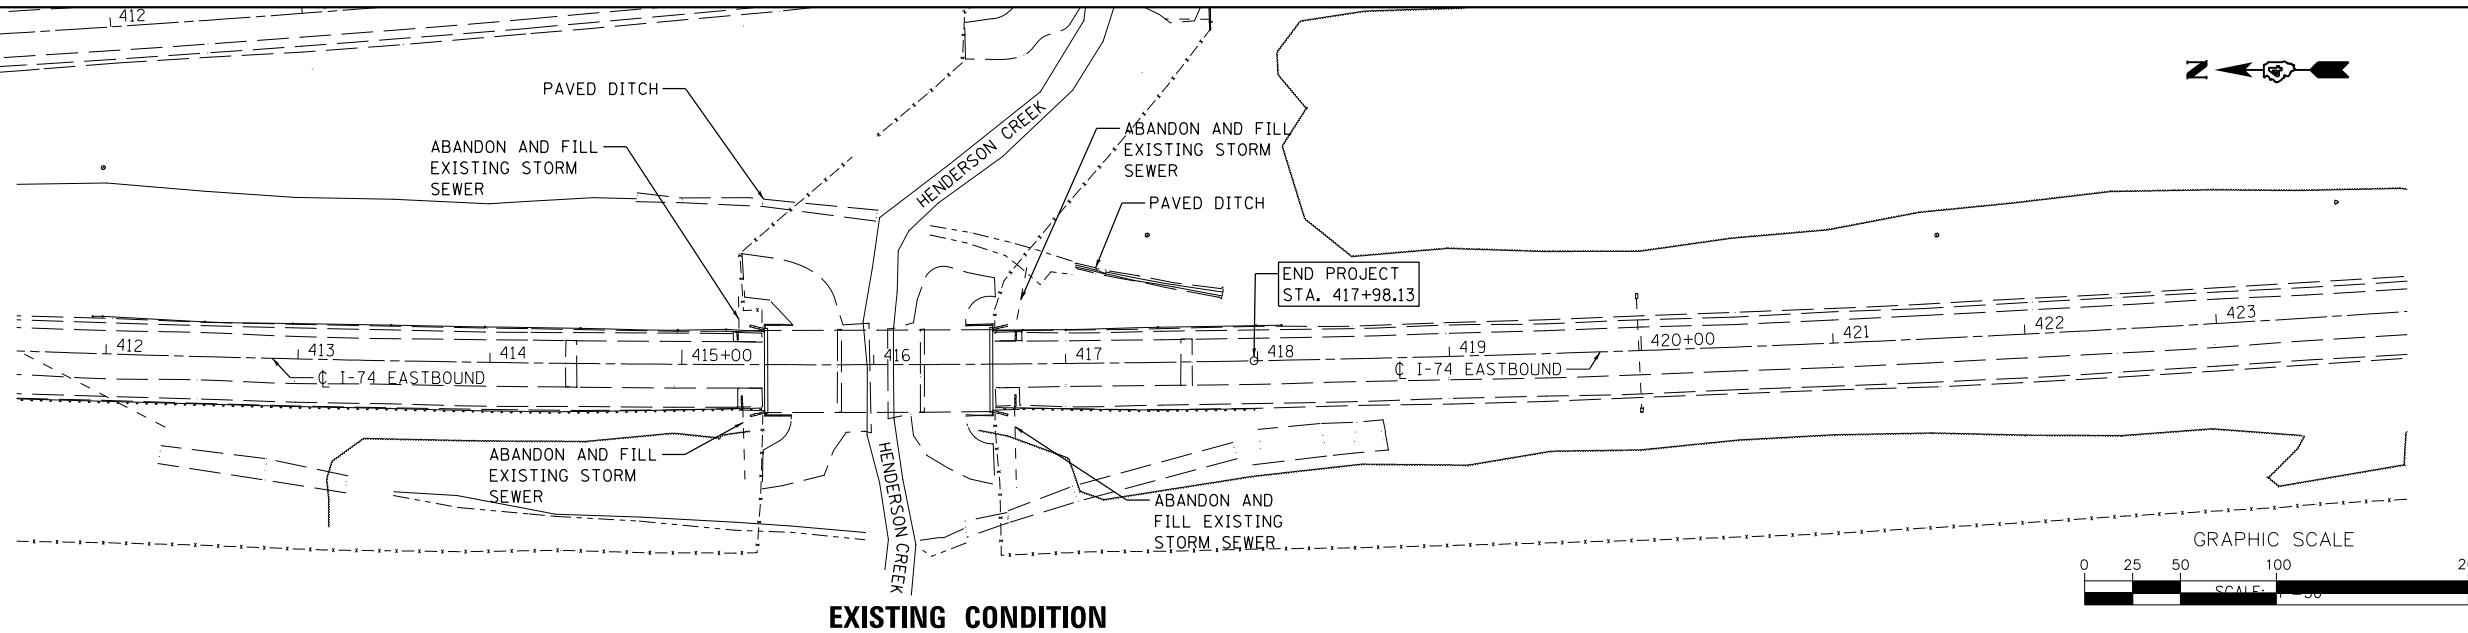 412
N
PAVED DITCH
ABANDON AND FILL
EXISTING STORM
SEWER
HENDERSON CREEK
ABANDON AND FILL
EXISTING STORM
SEWER
PAVED DITCH
END PROJECT
STA. 417+98.13
412
413
414
415+00
416
417
418
419
420+00
421
422
423
℄ I-74 EASTBOUND
℄ I-74 EASTBOUND
ABANDON AND FILL
EXISTING STORM
SEWER
HENDERSON CREEK
ABANDON AND
FILL EXISTING
STORM SEWER
GRAPHIC SCALE
0 25 50 100
SCALE:
EXISTING CONDITION